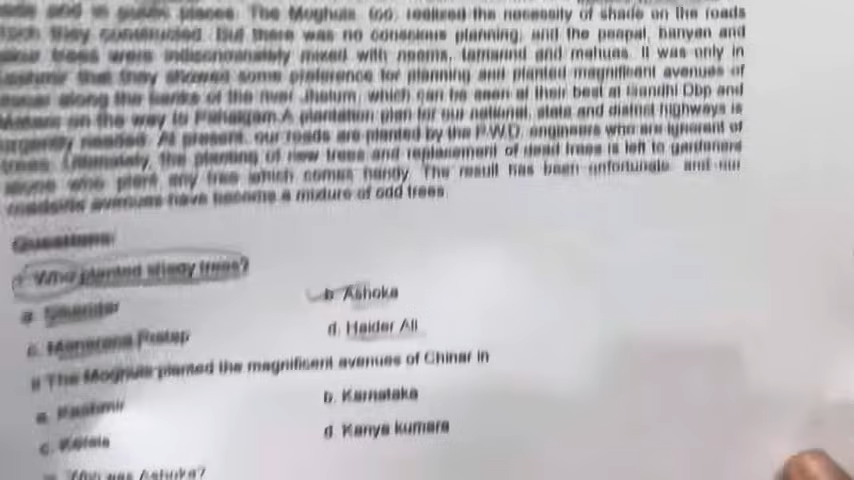 and in places. The Moghuls, too, realized the necessity of shade on the roads
they constructed. But there was no conscious planning, and the peepal, banyan and
trees were indiscriminately mixed with neems, tamarind and mahuas. It was only in
Kashmir that they showed some preference for planning and planted magnificent avenues of
along the banks of the river Jhelum, which can be seen at their best at Gandhi Dbp and
on the way to Pahalgam.A plantation plan for our national, state and district highways is
urgently needed. At present, our roads are planted by the P.W.D. engineers who are ignorant of
trees. Ultimately, the planting of new trees and replacement of dead trees is left to gardeners
alone who plant any tree which comes handy. The result has been unfortunate and our
roadside avenues have become a mixture of odd trees.
Questions:
Who planted shady trees?
a. Sikandar b. Ashoka
c. Maharana Pratap d. Haider Ali
ii The Moghuls planted the magnificent avenues of Chinar in
a. Kashmir b. Karnataka
c. Kerala d Kanya kumara
Who was Ashoka?